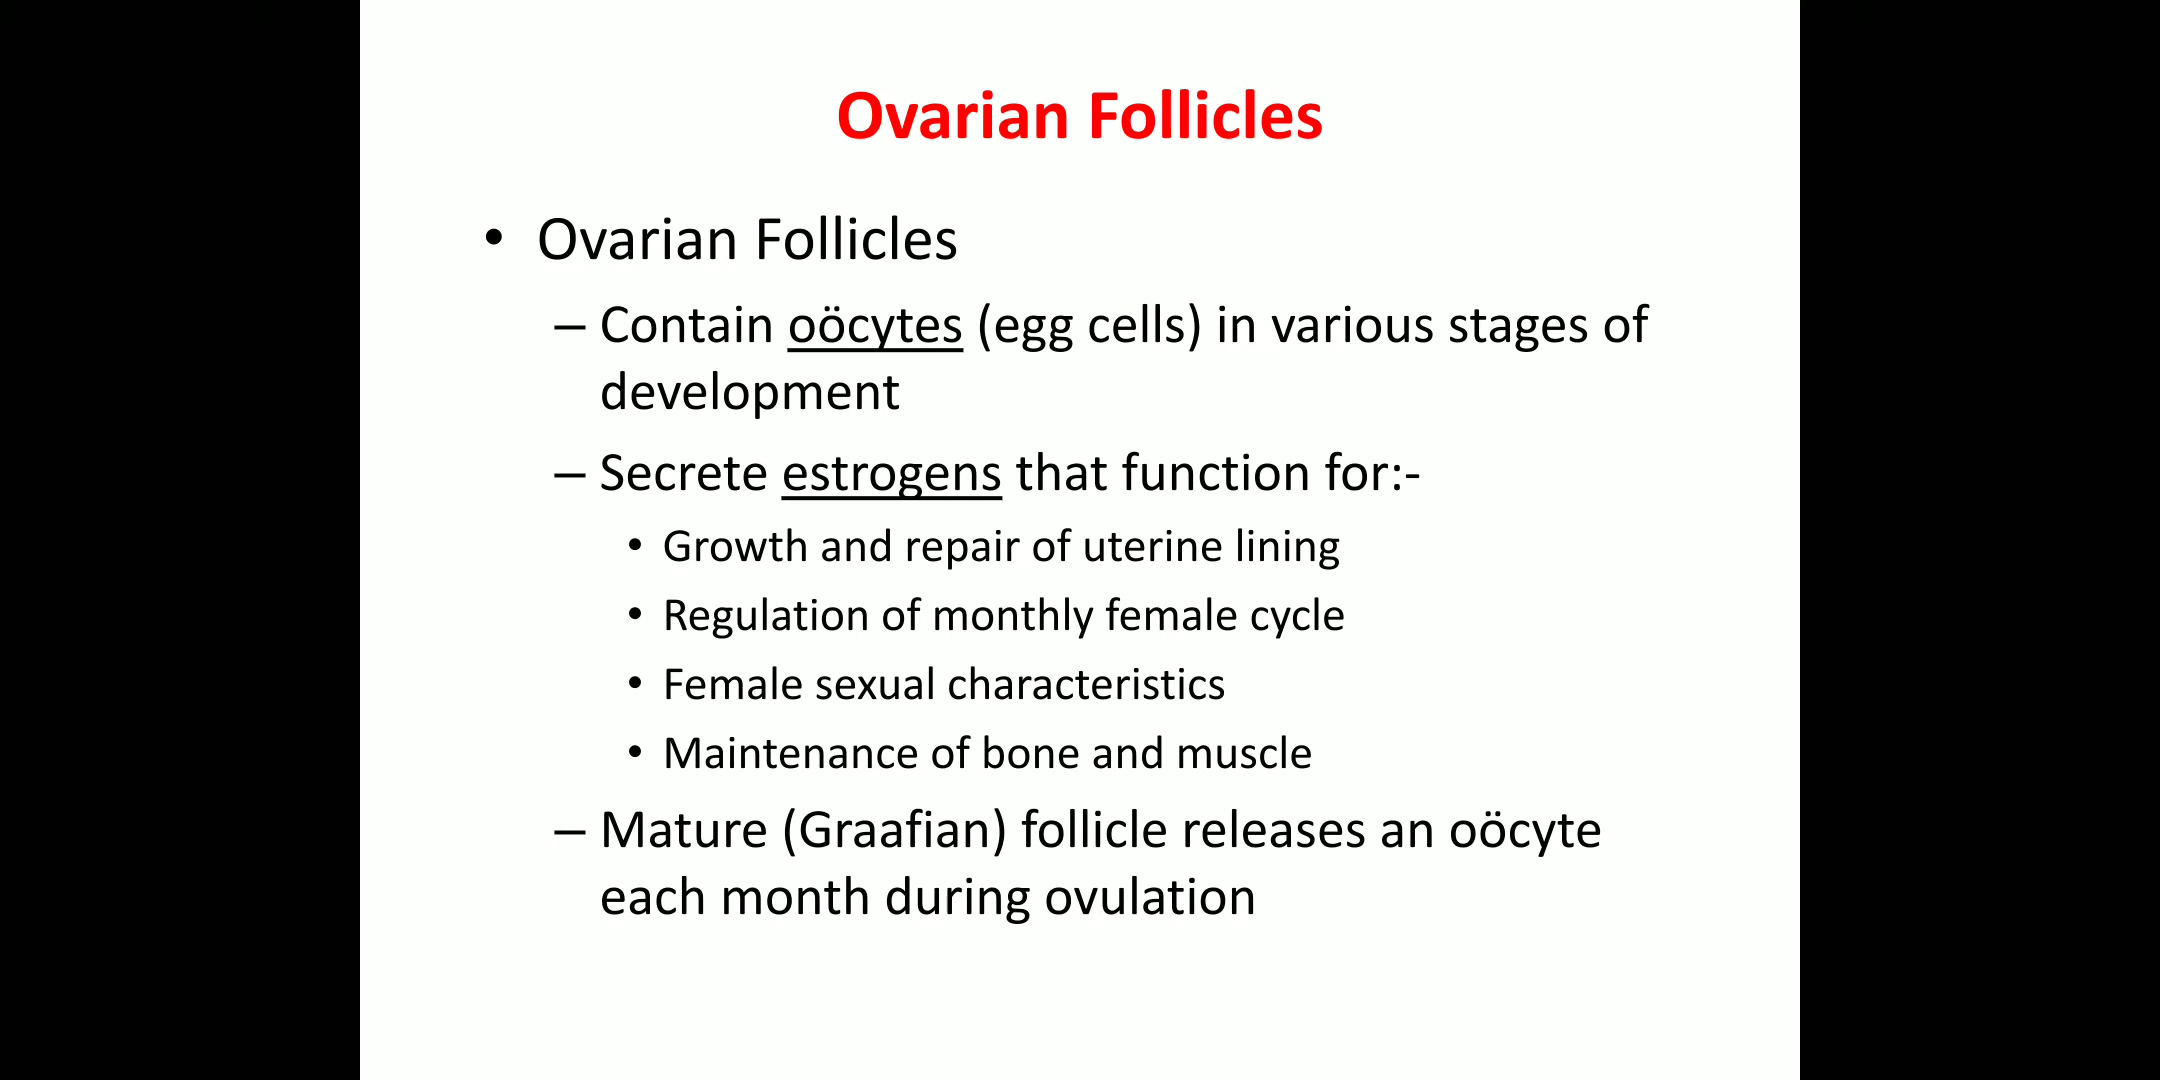 Ovarian Follicles
• Ovarian Follicles
– Contain oöcytes (egg cells) in various stages of
development
– Secrete estrogens that function for:-
• Growth and repair of uterine lining
• Regulation of monthly female cycle
• Female sexual characteristics
• Maintenance of bone and muscle
– Mature (Graafian) follicle releases an oöcyte
each month during ovulation